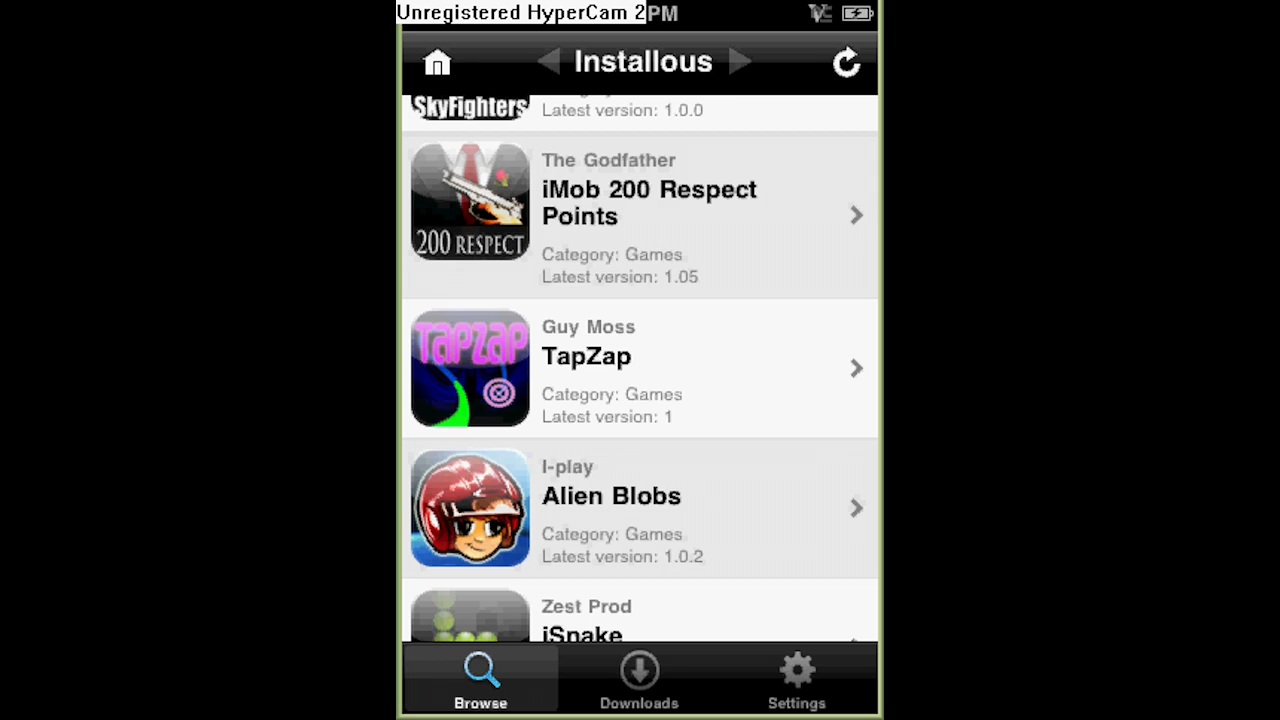 Unregistered HyperCam 2
PM
Installous
SkyFighters
Latest version: 1.0.0
The Godfather
iMob 200 Respect
Points
200 RESPECT
Category: Games
Latest version: 1.05
Guy Moss
TAPZAP
TapZap
Category: Games
Latest version: 1
I-play
Alien Blobs
Category: Games
Latest version: 1.0.2
Zest Prod
iSnake
Browse
Downloads
Settings